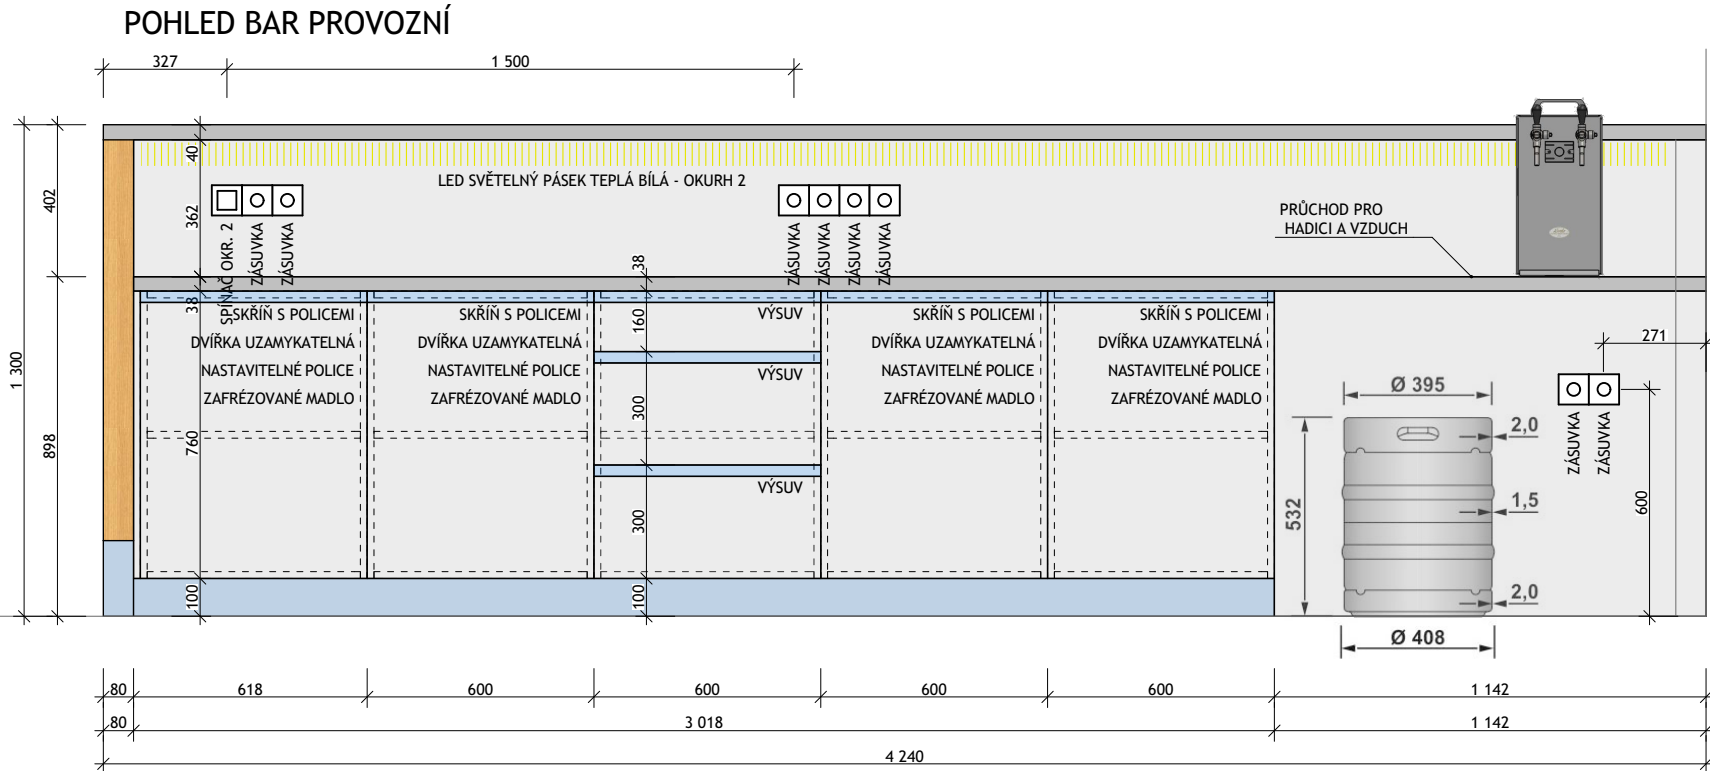 POHLED BAR PROVOZNÍ
327
1 500
40
402
362
LED SVĚTELNÝ PÁSEK TEPLÁ BÍLÁ - OKURH 2
SPÍNAČ OKR. 2
ZÁSUVKA
ZÁSUVKA
ZÁSUVKA
ZÁSUVKA
ZÁSUVKA
ZÁSUVKA
PRŮCHOD PRO
HADICI A VZDUCH
38
38
SKŘÍŇ S POLICEMI
DVÍŘKA UZAMYKATELNÁ
NASTAVITELNÉ POLICE
ZAFRÉZOVANÉ MADLO
SKŘÍŇ S POLICEMI
DVÍŘKA UZAMYKATELNÁ
NASTAVITELNÉ POLICE
ZAFRÉZOVANÉ MADLO
160
VÝSUV
300
VÝSUV
300
VÝSUV
SKŘÍŇ S POLICEMI
DVÍŘKA UZAMYKATELNÁ
NASTAVITELNÉ POLICE
ZAFRÉZOVANÉ MADLO
SKŘÍŇ S POLICEMI
DVÍŘKA UZAMYKATELNÁ
NASTAVITELNÉ POLICE
ZAFRÉZOVANÉ MADLO
271
1 300
898
760
100
100
Ø 395
2,0
532
1,5
2,0
Ø 408
ZÁSUVKA
ZÁSUVKA
600
80
618
600
600
600
600
1 142
80
3 018
1 142
4 240